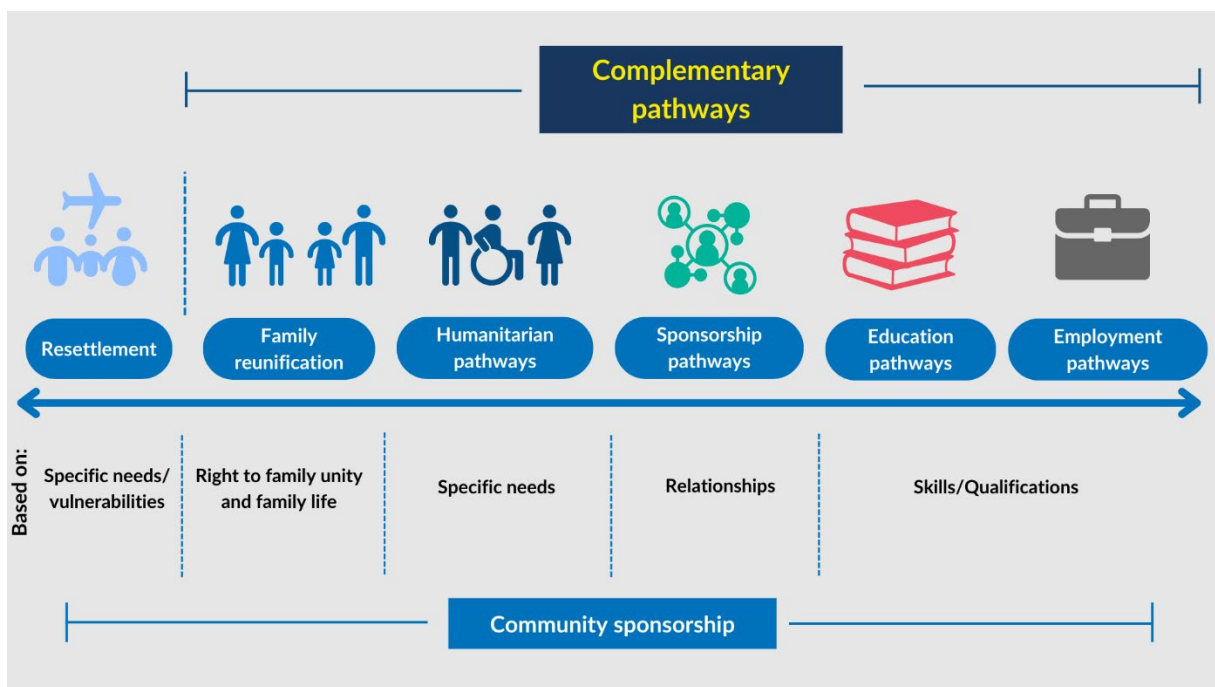 Complementary
pathways
Resettlement
Family
reunification
Humanitarian
pathways
Sponsorship
pathways
Education
pathways
Employment
pathways
Based on:
Specific needs/
vulnerabilities
Right to family unity
and family life
Specific needs
Relationships
Skills/Qualifications
Community sponsorship